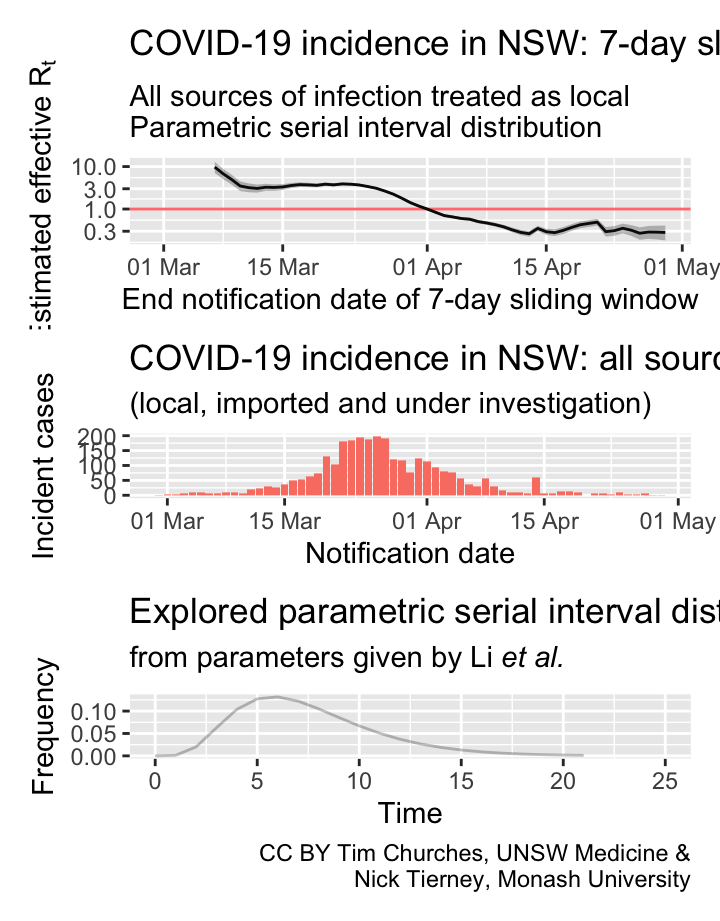 COVID-19 incidence in NSW: 7-day sl
All sources of infection treated as local
Parametric serial interval distribution
stimated effective Rt
10.0
3.0
1.0
0.3
01 Mar 15 Mar 01 Apr 15 Apr 01 May
End notification date of 7-day sliding window
COVID-19 incidence in NSW: all sourc
(local, imported and under investigation)
Incident cases
200
150
100
50
0
01 Mar 15 Mar 01 Apr 15 Apr 01 May
Notification date
Explored parametric serial interval dist
from parameters given by Li et al.
Frequency
0.10
0.05
0.00
0 5 10 15 20 25
Time
CC BY Tim Churches, UNSW Medicine &
Nick Tierney, Monash University